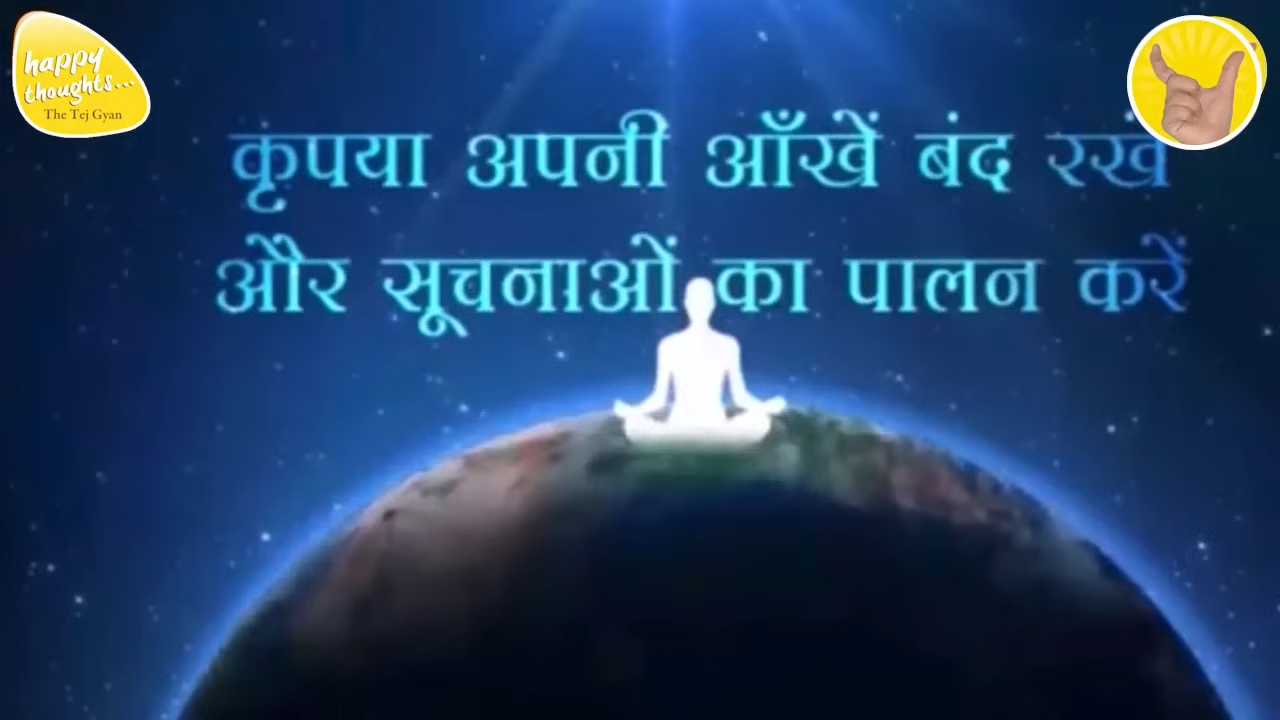 happy
thoughts...
The Tej Gyan
कृपया अपनी आँखें बंद रखें
और सूचनाओं का पालन करें